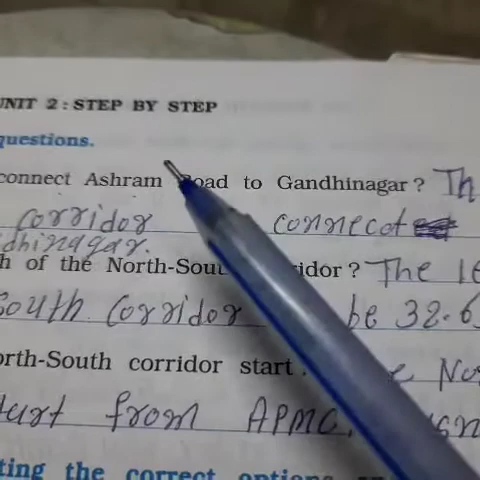 UNIT 2 : STEP BY STEP
questions.
connect Ashram Road to Gandhinagar ? Th
corridor connect
dhinagar.
h of the North-Sou idor ? The le
South Corridor be 32.6
orth-South corridor start No
tart from APMC,
ting the correct options